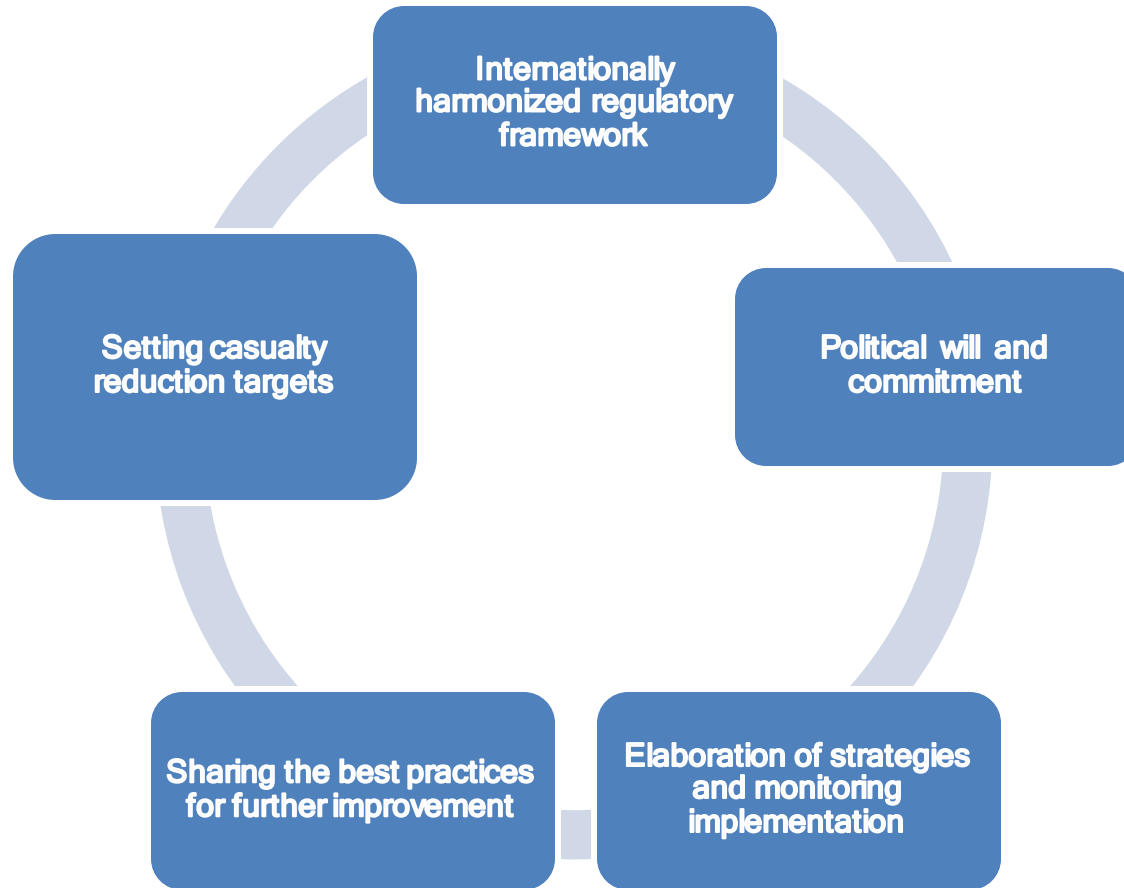 Internationally
harmonized regulatory
framework
Political will and
commitment
Elaboration of strategies
and monitoring
implementation
Sharing the best practices
for further improvement
Setting casualty
reduction targets